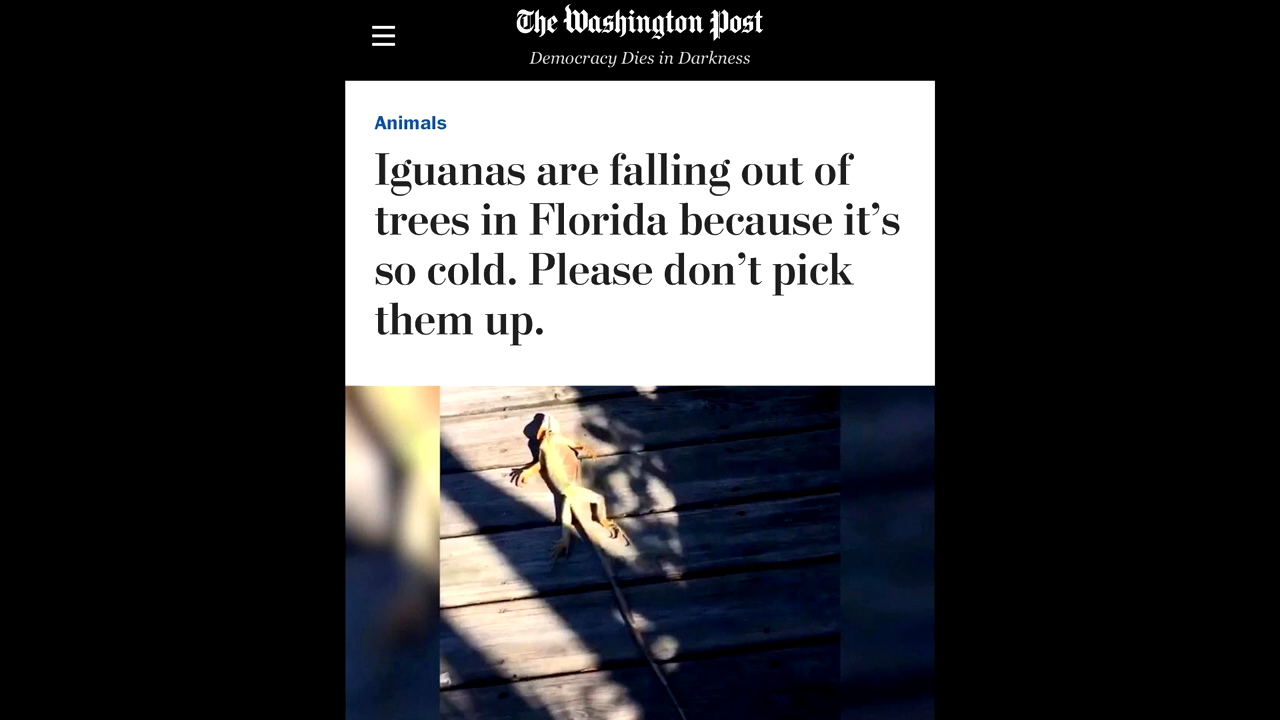 The Washington Post
Democracy Dies in Darkness
Animals
Iguanas are falling out of
trees in Florida because it’s
so cold. Please don’t pick
them up.